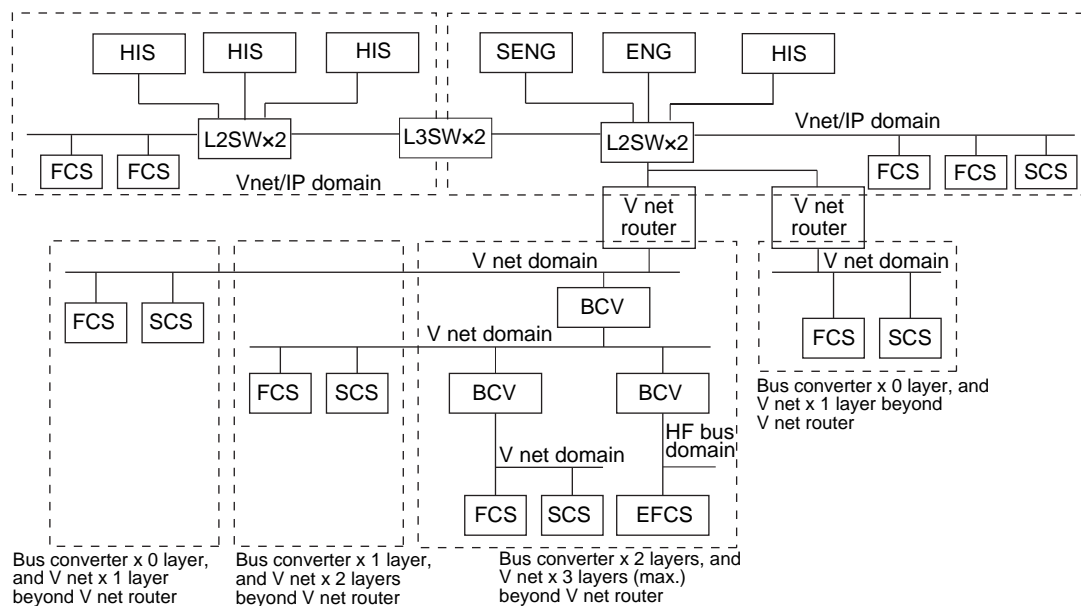 HIS
HIS
HIS
SENG
ENG
HIS
L2SW×2
L3SW×2
L2SW×2
Vnet/IP domain
FCS
FCS
Vnet/IP domain
FCS
FCS
SCS
V net
router
V net
router
V net domain
V net domain
FCS
SCS
BCV
FCS
SCS
V net domain
FCS
SCS
BCV
BCV
Bus converter x 0 layer, and
V net x 1 layer beyond
V net router
HF bus
domain
V net domain
FCS
SCS
EFCS
Bus converter x 0 layer,
and V net x 1 layer
beyond V net router
Bus converter x 1 layer,
and V net x 2 layers
beyond V net router
Bus converter x 2 layers, and
V net x 3 layers (max.)
beyond V net router